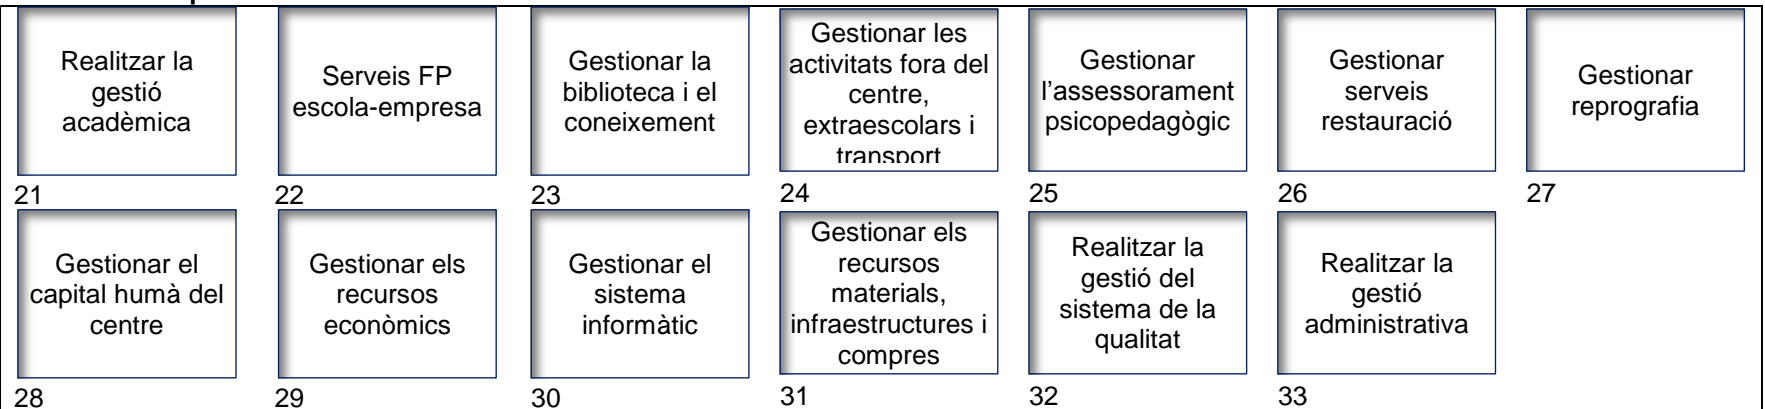 Realitzar la
gestió
acadèmica
21
Serveis FP
escola-empresa
22
Gestionar la
biblioteca i el
coneixement
23
Gestionar les
activitats fora del
centre,
extraescolars i
transport
24
Gestionar
l’assessorament
psicopedagògic
25
Gestionar
serveis
restauració
26
Gestionar
reprografia
27
Gestionar el
capital humà del
centre
28
Gestionar els
recursos
econòmics
29
Gestionar el
sistema
informàtic
30
Gestionar els
recursos
materials,
infraestructures i
compres
31
Realitzar la
gestió del
sistema de la
qualitat
32
Realitzar la
gestió
administrativa
33